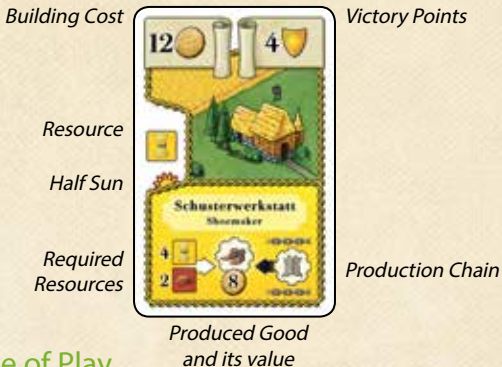 Building Cost
Victory Points
12
4
Resource
Half Sun
Schusterwerkstatt
Shoemaker
Required
Resources
4
2
8
Production Chain
Produced Good
and its value
e of Play